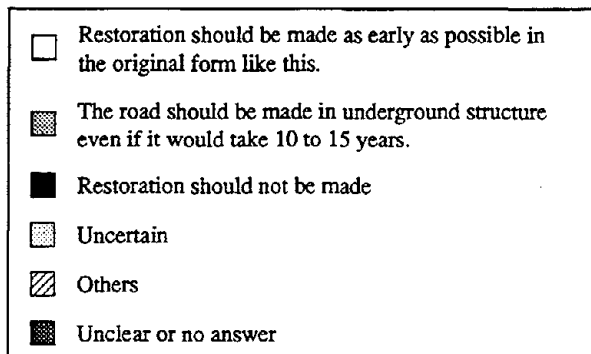 Restoration should be made as early as possible in
the original form like this.
The road should be made in underground structure
even if it would take 10 to 15 years.
Restoration should not be made
Uncertain
Others
Unclear or no answer